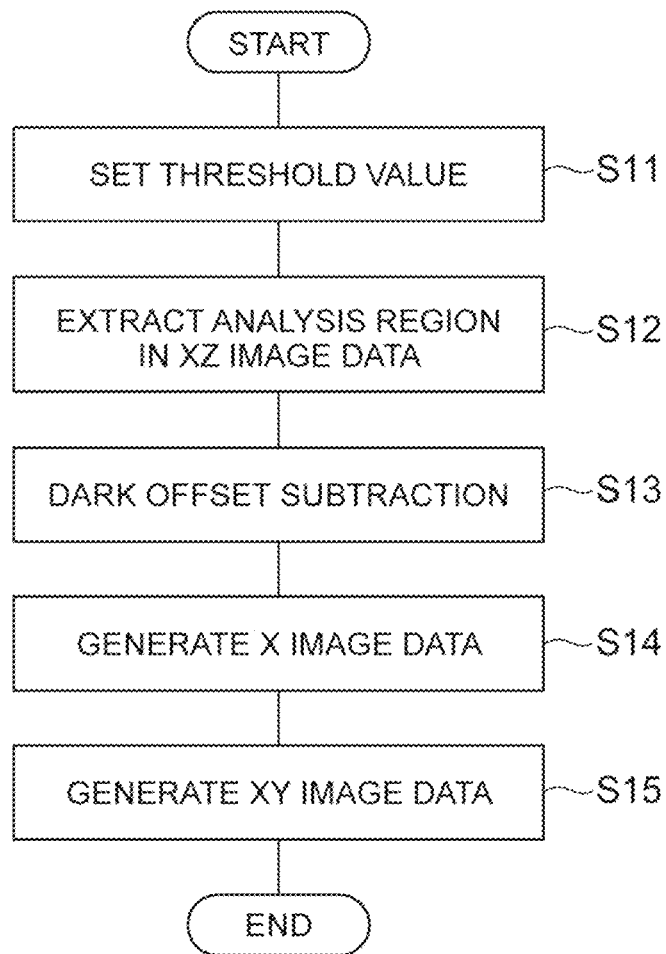 START
SET THRESHOLD VALUE
S11
EXTRACT ANALYSIS REGION
IN XZ IMAGE DATA
S12
DARK OFFSET SUBTRACTION
S13
GENERATE X IMAGE DATA
S14
GENERATE XY IMAGE DATA
S15
END